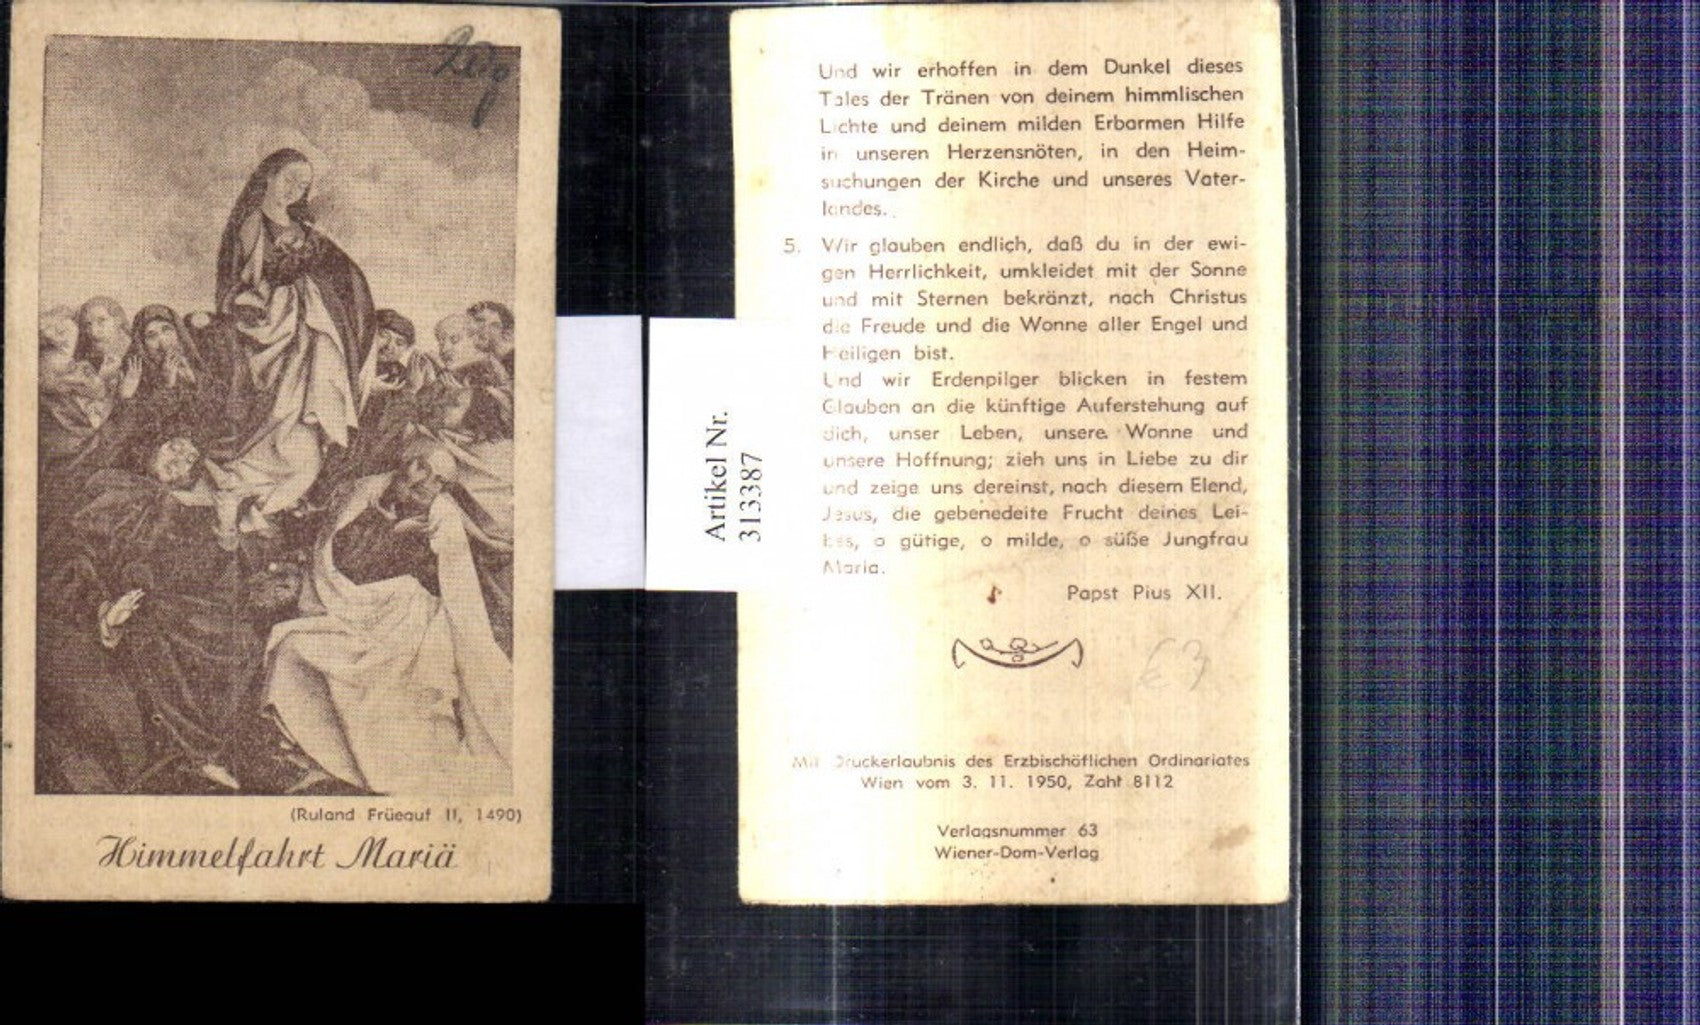 (Ruland Früeauf II, 1490)
Himmelfahrt Mariä
Artikel Nr.
313387
Und wir erhoffen in dem Dunkel dieses
Tales der Tränen von deinem himmlischen
Lichte und deinem milden Erbarmen Hilfe
in unseren Herzensnöten, in den Heim-
suchungen der Kirche und unseres Vater-
landes.
5. Wir glauben endlich, daß du in der ewi-
gen Herrlichkeit, umkleidet mit der Sonne
und mit Sternen bekränzt, nach Christus
die Freude und die Wonne aller Engel und
Heiligen bist.
Und wir Erdenpilger blicken in festem
Glauben an die künftige Auferstehung auf
dich, unser Leben, unsere Wonne und
unsere Hoffnung; zieh uns in Liebe zu dir
und zeige uns dereinst, nach diesem Elend,
Jesus, die gebenedeite Frucht deines Lei-
bes, o gütige, o milde, o süße Jungfrau
Maria.
Papst Pius XII.
€3
Mit Druckerlaubnis des Erzbischöflichen Ordinariates
Wien vom 3. 11. 1950, Zahl 8112
Verlagsnummer 63
Wiener-Dom-Verlag